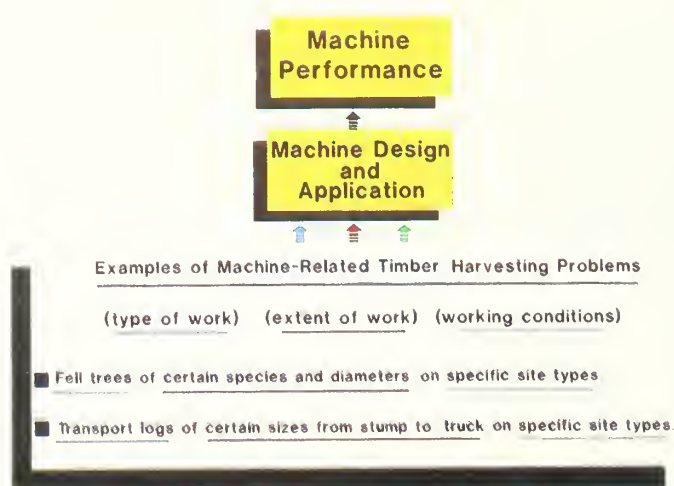 Machine
Performance
Machine Design
and
Application
Examples of Machine-Related Timber Harvesting Problems
(type of work) (extent of work) (working conditions)
Fell trees of certain species and diameters on specific site types
Transport logs of certain sizes from stump to truck on specific site types.